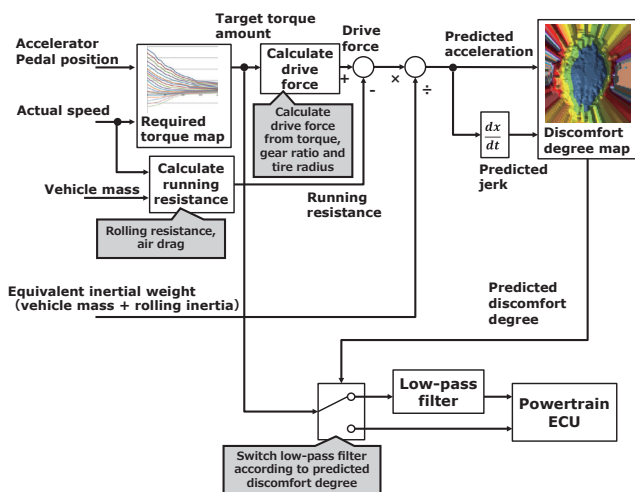 Accelerator
Pedal position
Target torque
amount
Drive
force
Predicted
acceleration
Calculate
drive
force
+
-
×
÷
Actual speed
Required
torque map
Calculate
drive force
from torque,
gear ratio and
tire radius
dx
dt
Discomfort
degree map
Predicted
jerk
Calculate
running
resistance
Vehicle mass
Running
resistance
Rolling resistance,
air drag
Equivalent inertial weight
(vehicle mass + rolling inertia)
Predicted
discomfort
degree
Low-pass
filter
Powertrain
ECU
Switch low-pass filter
according to predicted
discomfort degree